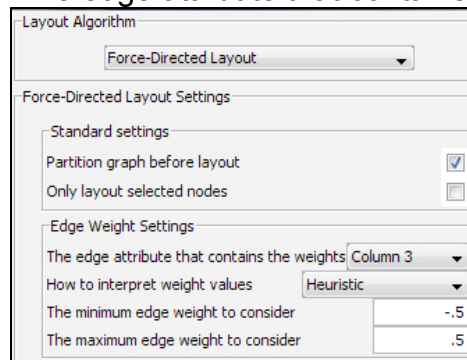 Layout Algorithm
Force-Directed Layout
Force-Directed Layout Settings
Standard settings
Partition graph before layout
Only layout selected nodes
Edge Weight Settings
The edge attribute that contains the weights Column 3
How to interpret weight values Heuristic
The minimum edge weight to consider -.5
The maximum edge weight to consider .5